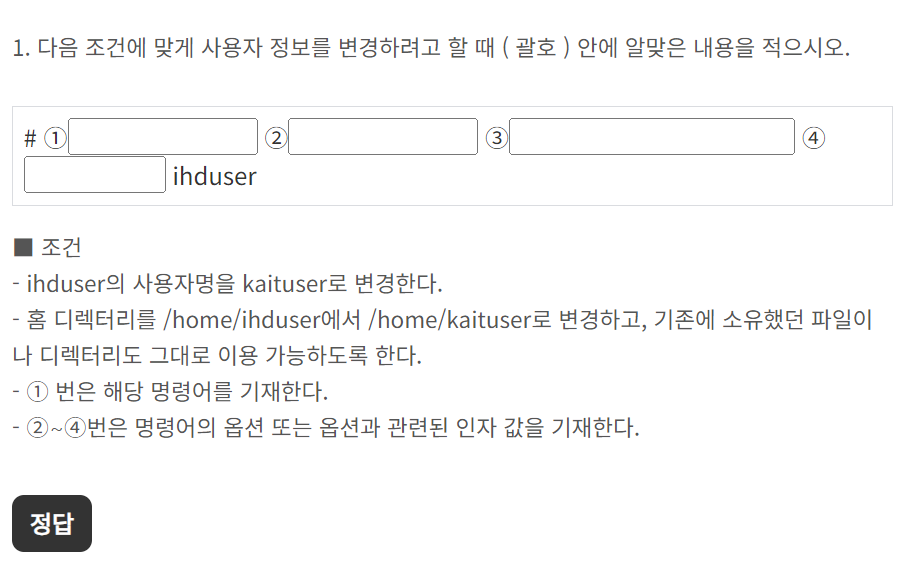 1. 다음 조건에 맞게 사용자 정보를 변경하려고 할 때 ( 괄호 ) 안에 알맞은 내용을 적으시오.
# ① ② ③ ④
ihduser
■ 조건
- ihduser의 사용자명을 kaituser로 변경한다.
- 홈 디렉터리를 /home/ihduser에서 /home/kaituser로 변경하고, 기존에 소유했던 파일이
나 디렉터리도 그대로 이용 가능하도록 한다.
- ① 번은 해당 명령어를 기재한다.
- ②~④번은 명령어의 옵션 또는 옵션과 관련된 인자 값을 기재한다.
정답